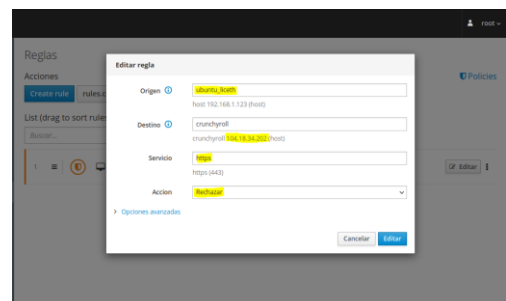 root
Reglas
Acciones
Create rule
rules.c
Policies
List (drag to sort rule
Buscar...
1
Editar
Editar regla
Origen
ubuntu_liceth
host 192.168.1.123 (host)
Destino
crunchyroll
crunchyroll 104.18.34.202 (host)
Servicio
https
https (443)
Accion
Rechazar
> Opciones avanzadas
Cancelar
Editar